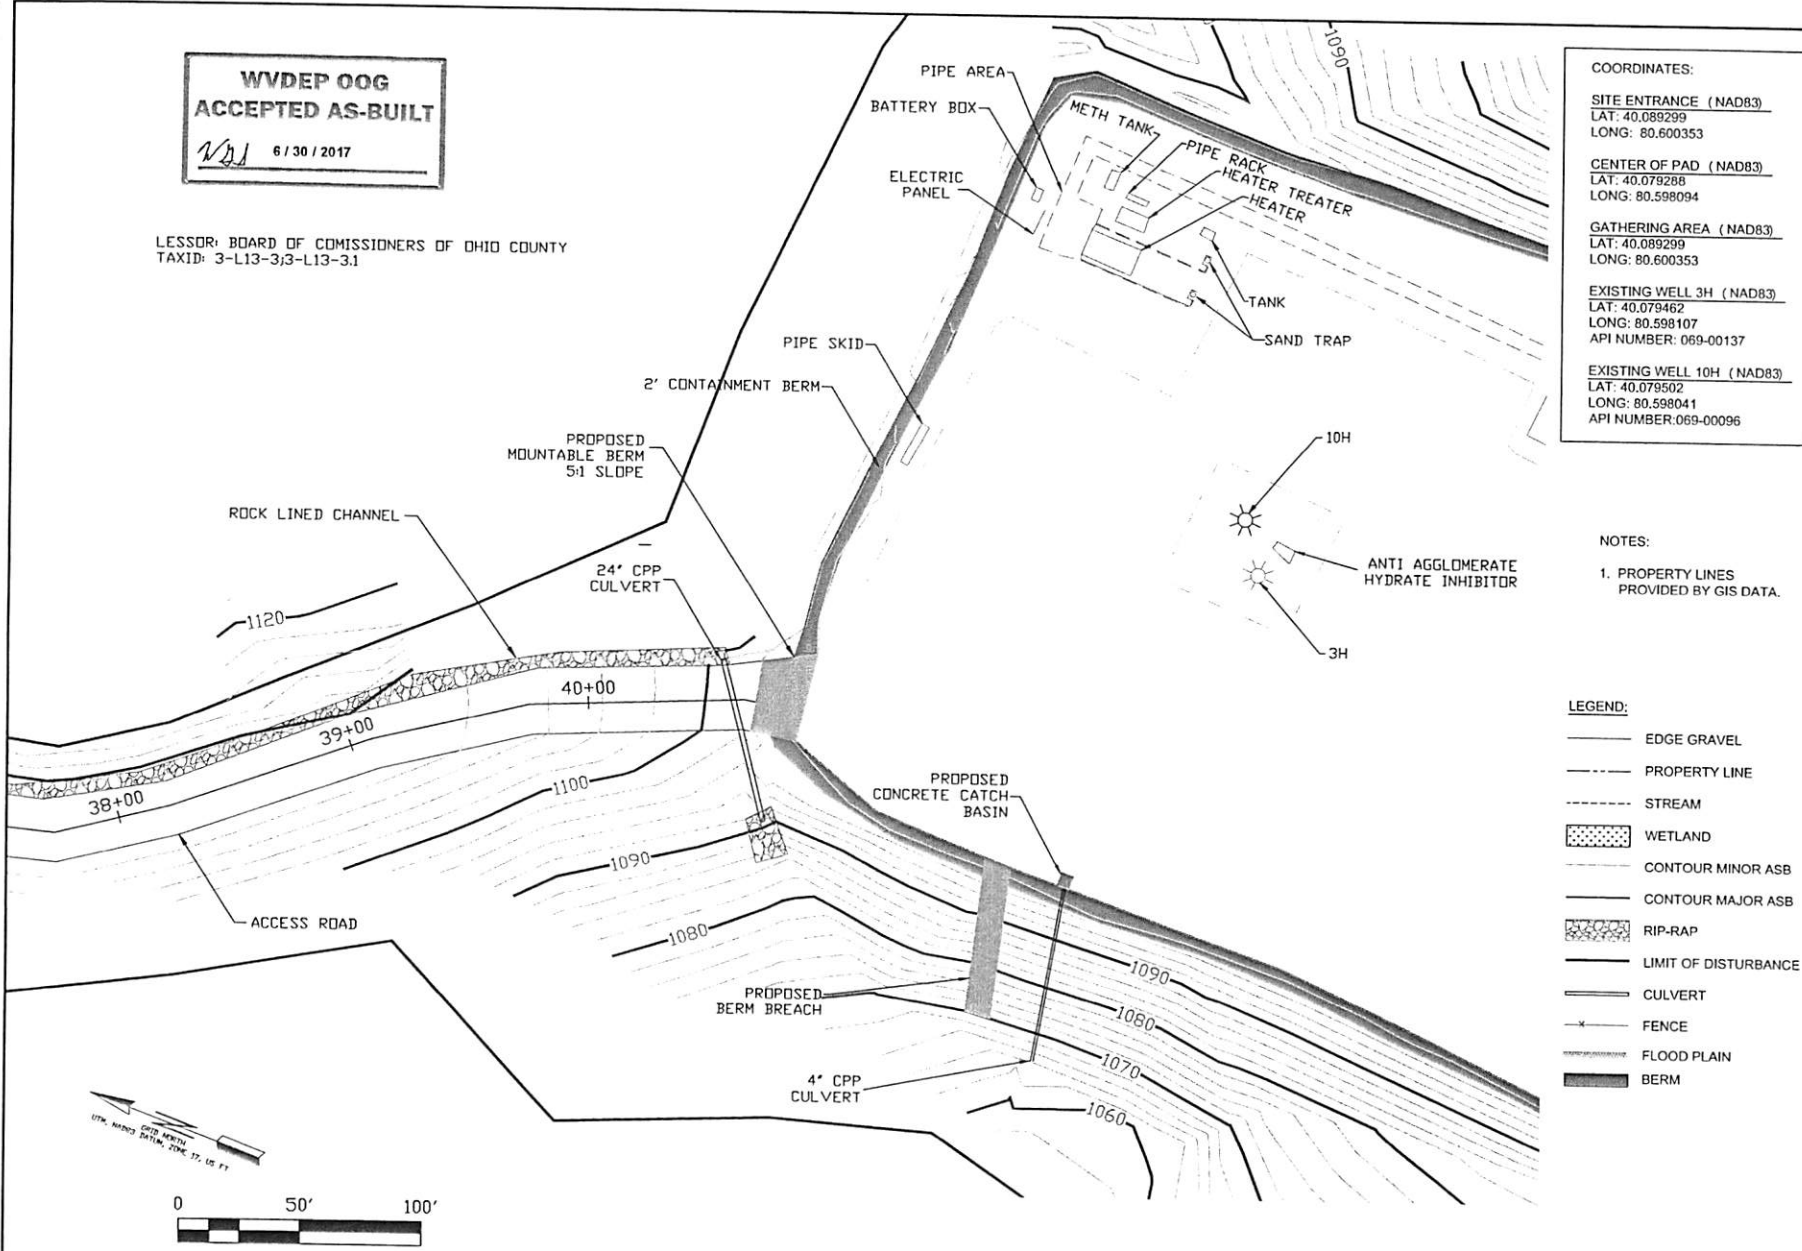 WVDEP OOG
ACCEPTED AS-BUILT
6 / 30 / 2017
LESSOR: BOARD OF COMISSIONERS OF OHIO COUNTY
TAXID: 3-L13-3;3-L13-3.1
PIPE AREA
BATTERY BOX
METH TANK
PIPE RACK
HEATER TREATER
HEATER
ELECTRIC
PANEL
TANK
SAND TRAP
PIPE SKID
2' CONTAINMENT BERM
PROPOSED
MOUNTABLE BERM
5:1 SLOPE
ROCK LINED CHANNEL
24" CPP
CULVERT
10H
ANTI AGGLOMERATE
HYDRATE INHIBITOR
3H
1090
1120
40+00
39+00
38+00
1100
1090
1080
ACCESS ROAD
PROPOSED
CONCRETE CATCH
BASIN
PROPOSED
BERM BREACH
4" CPP
CULVERT
1090
1080
1070
1060
GRID NORTH
UTM, NAD83 DATUM, ZONE 17, US FT
0 50' 100'
COORDINATES:
SITE ENTRANCE (NAD83)
LAT: 40.089299
LONG: 80.600353
CENTER OF PAD (NAD83)
LAT: 40.079288
LONG: 80.598094
GATHERING AREA (NAD83)
LAT: 40.089299
LONG: 80.600353
EXISTING WELL 3H (NAD83)
LAT: 40.079462
LONG: 80.598107
API NUMBER: 069-00137
EXISTING WELL 10H (NAD83)
LAT: 40.079502
LONG: 80.598041
API NUMBER:069-00096
NOTES:
1. PROPERTY LINES
PROVIDED BY GIS DATA.
LEGEND:
EDGE GRAVEL
PROPERTY LINE
STREAM
WETLAND
CONTOUR MINOR ASB
CONTOUR MAJOR ASB
RIP-RAP
LIMIT OF DISTURBANCE
CULVERT
FENCE
FLOOD PLAIN
BERM